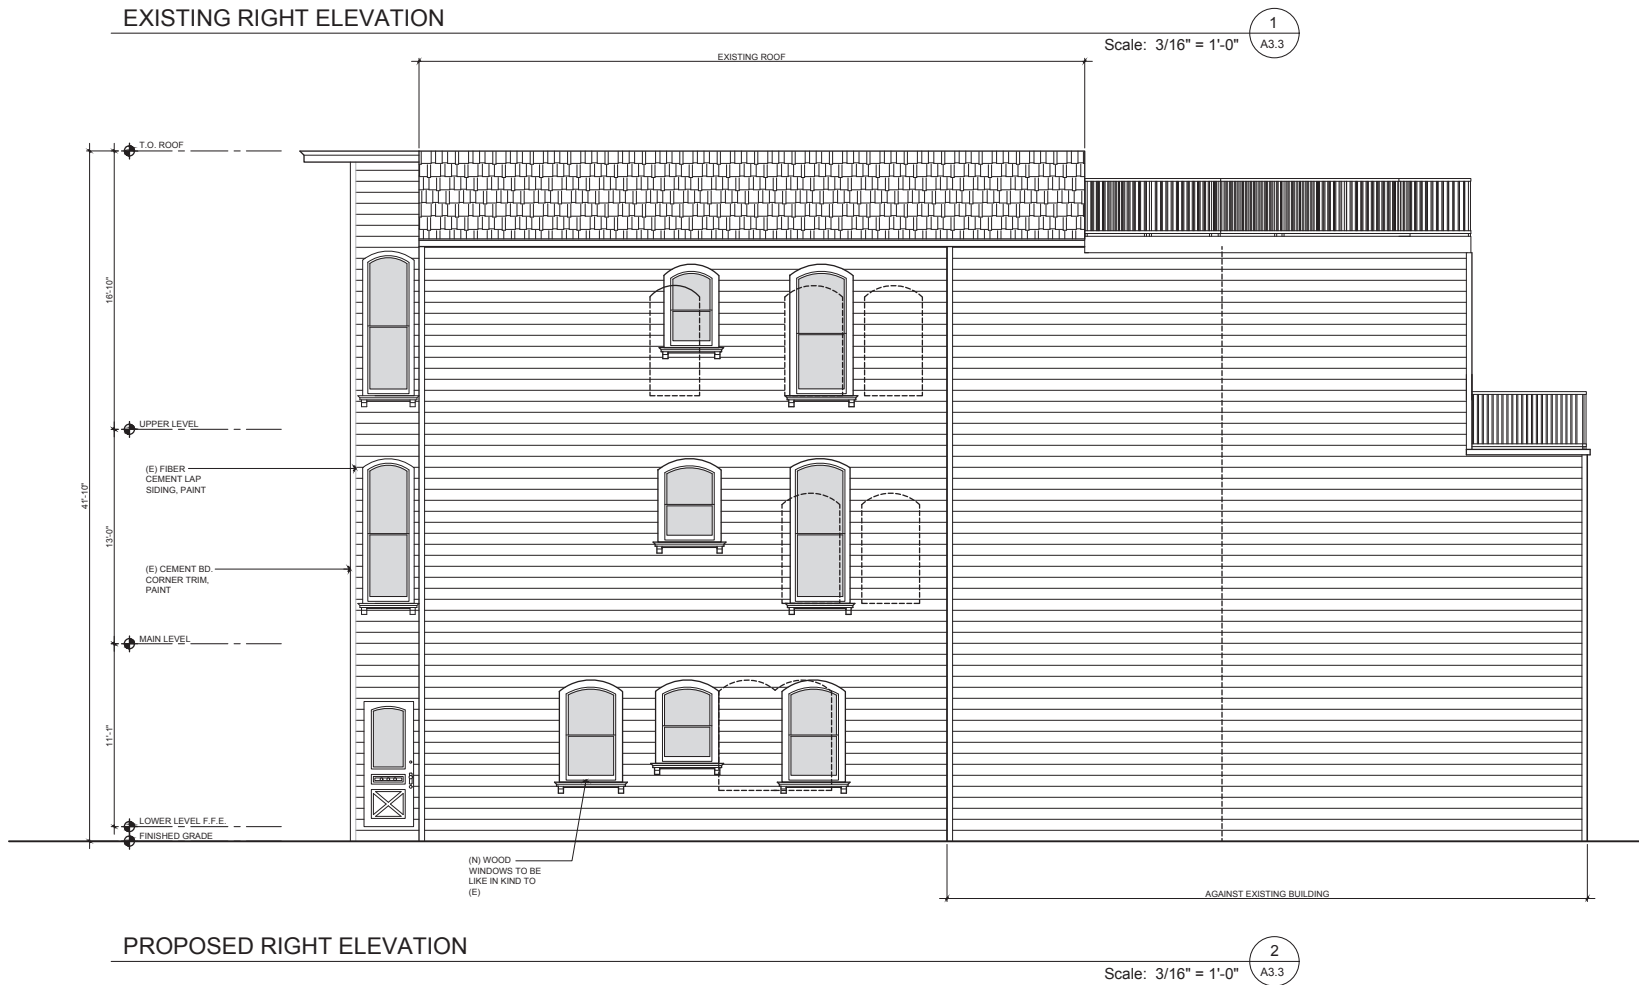 EXISTING RIGHT ELEVATION
1
Scale: 3/16" = 1'-0"
A3.3
EXISTING ROOF
T.O. ROOF
16'-10"
UPPER LEVEL
(E) FIBER
CEMENT LAP
SIDING, PAINT
41'-10"
13'-0"
(E) CEMENT BD.
CORNER TRIM,
PAINT
MAIN LEVEL
11'-1"
LOWER LEVEL F.F.E.
FINISHED GRADE
(N) WOOD
WINDOWS TO BE
LIKE IN KIND TO
(E)
AGAINST EXISTING BUILDING
PROPOSED RIGHT ELEVATION
2
Scale: 3/16" = 1'-0"
A3.3